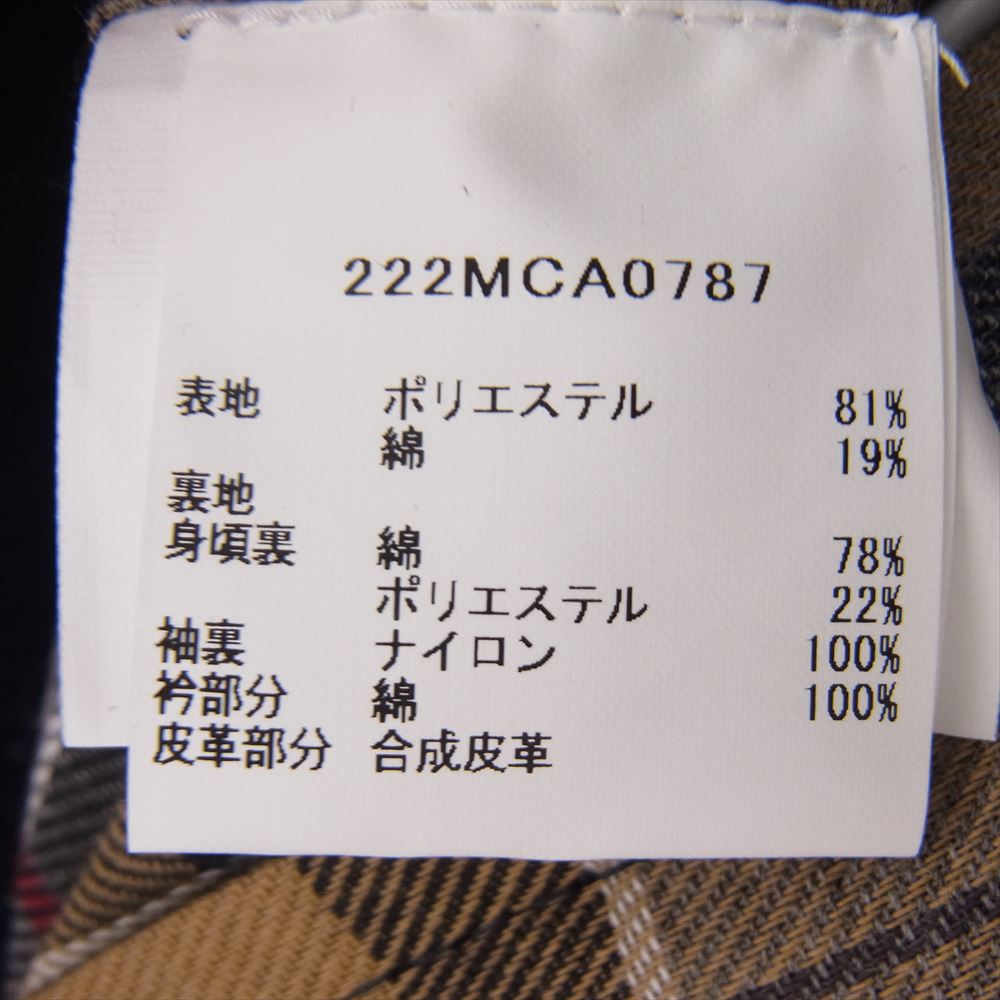 222MCA0787
表地 ポリエステル 81%
綿 19%
裏地
身頃裏 綿 78%
ポリエステル 22%
袖裏 ナイロン 100%
衿部分 綿 100%
皮革部分 合成皮革